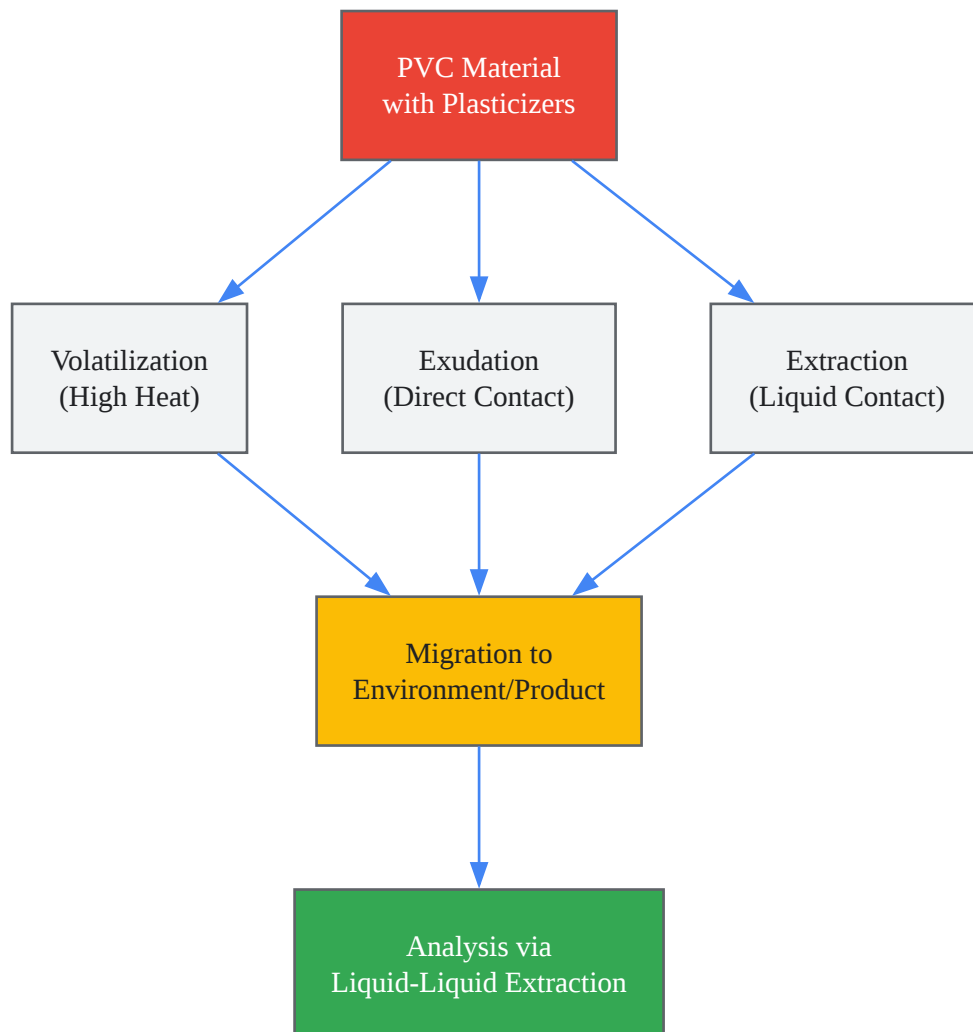 PVC Material
with Plasticizers
Volatilization
(High Heat)
Exudation
(Direct Contact)
Extraction
(Liquid Contact)
Migration to
Environment/Product
Analysis via
Liquid-Liquid Extraction